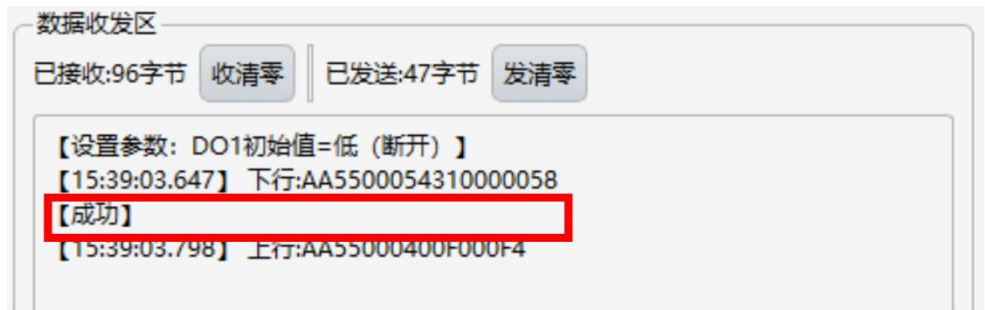 数据收发区
已接收:96字节 收清零 已发送:47字节 发清零
【设置参数：DO1初始值=低（断开）】
【15:39:03.647】 下行:AA5500054310000058
【成功】
【15:39:03.798】 上行:AA55000400F000F4